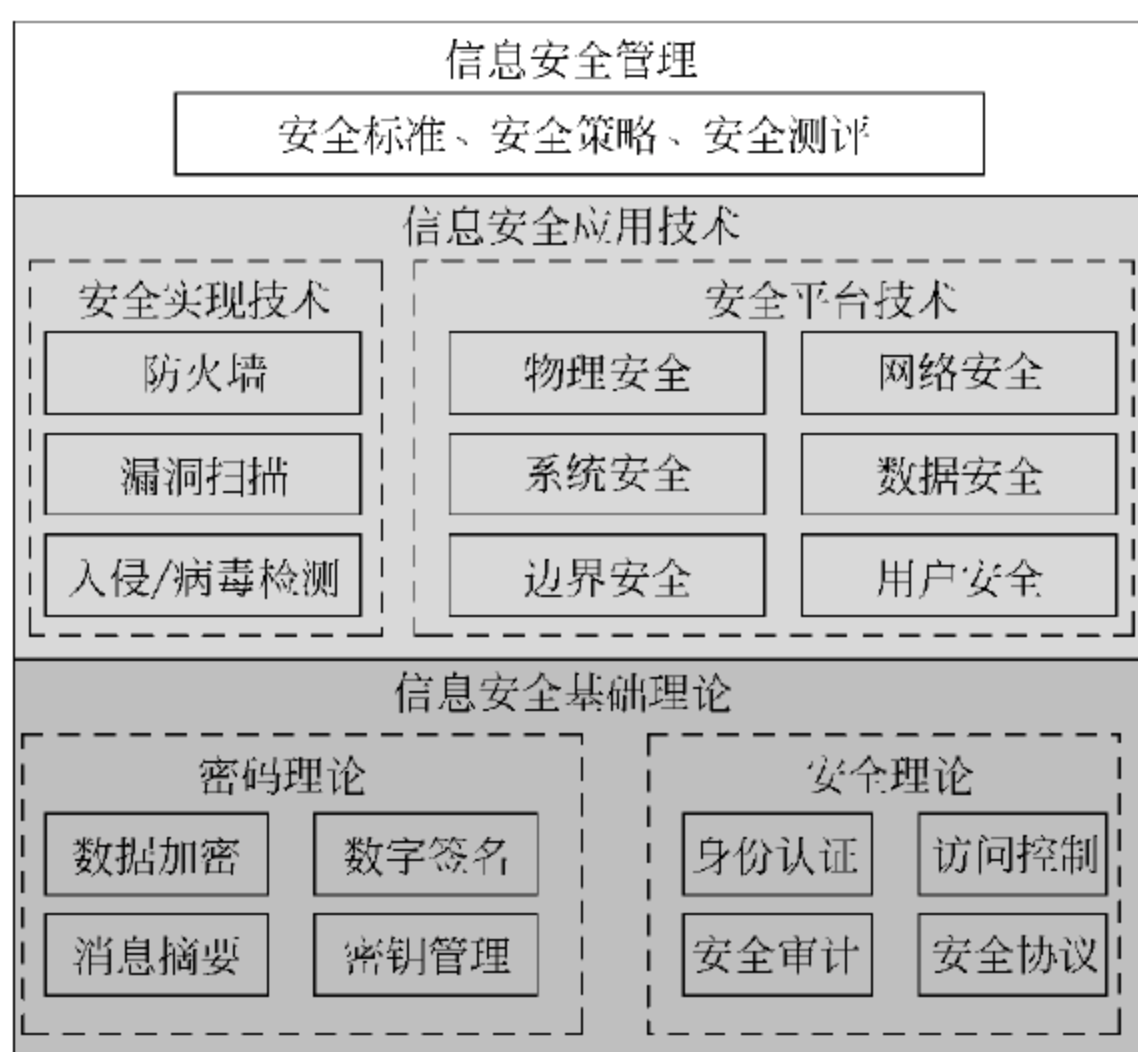 信息安全管理
安全标准、安全策略、安全测评
信息安全应用技术
安全实现技术
防火墙
漏洞扫描
入侵/病毒检测
安全平台技术
物理安全 网络安全
系统安全 数据安全
边界安全 用户安全
信息安全基础理论
密码理论
数据加密 数字签名
消息摘要 密钥管理
安全理论
身份认证 访问控制
安全审计 安全协议